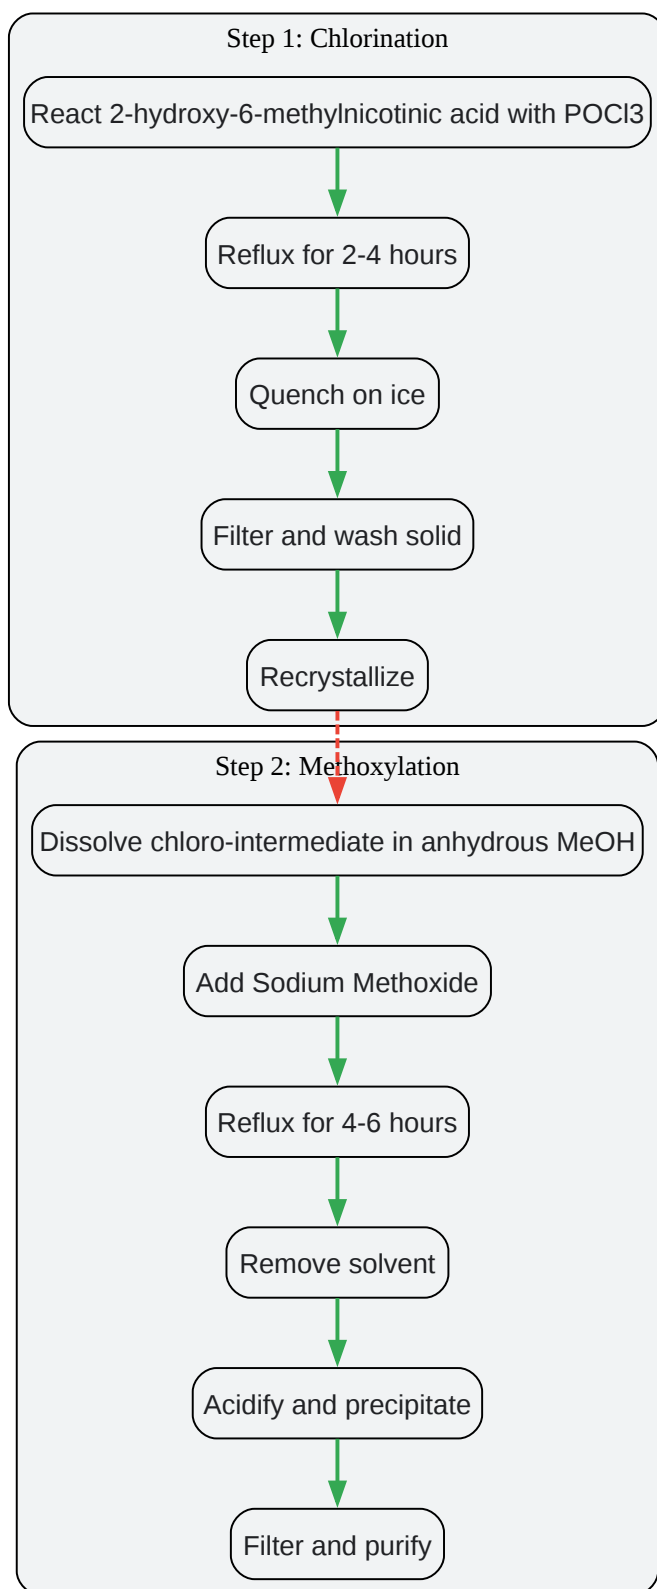 Step 1: Chlorination
React 2-hydroxy-6-methylnicotinic acid with POCl3
Reflux for 2-4 hours
Quench on ice
Filter and wash solid
Recrystallize
Step 2: Methoxylation
Dissolve chloro-intermediate in anhydrous MeOH
Add Sodium Methoxide
Reflux for 4-6 hours
Remove solvent
Acidify and precipitate
Filter and purify